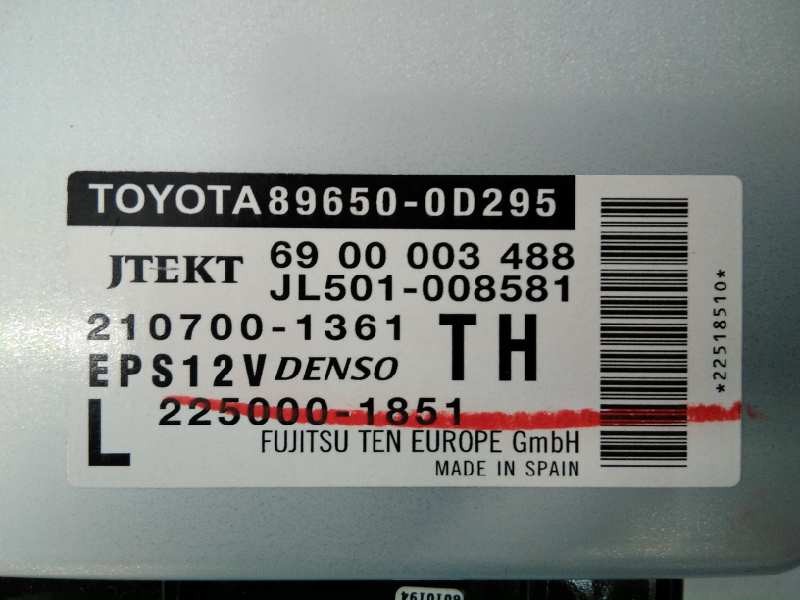 TOYOTA 89650-0D295
JTEKT 69 00 003 488
JL501-008581
210700-1361 TH
EPS12V DENSO
225000-1851
L FUJITSU TEN EUROPE GmbH
MADE IN SPAIN
*22518510*
6010194